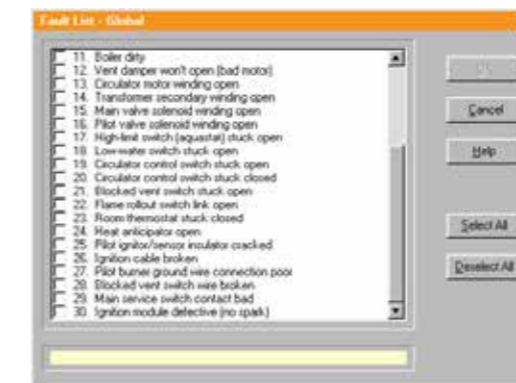 Fault List - Global
11. Boiler dirty
12. Vent damper won't open (bad motor)
13. Circulator motor winding open
14. Transformer secondary winding open
15. Main valve solenoid winding open
16. Pilot valve solenoid winding open
17. High-limit switch (aquastat) stuck open
18. Low-water switch stuck open
19. Circulator control switch stuck open
20. Circulator control switch stuck closed
21. Blocked vent switch stuck open
22. Flame rollout switch link open
23. Room thermostat stuck closed
24. Heat anticipator open
25. Pilot ignitor/sensor insulator cracked
26. Ignition cable broken
27. Pilot burner ground wire connection poor
28. Blocked vent switch wire broken
29. Main service switch contact bad
30. Ignition module defective (no spark)
Cancel
Help
Select All
Deselect All